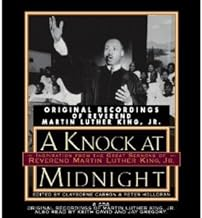 ORIGINAL RECORDINGS
OF REVEREND
MARTIN LUTHER KING, JR.
A KNOCK AT
INSPIRATION FROM THE GREAT SERMONS OF
REVEREND MARTIN LUTHER KING, JR.
MIDNIGHT
EDITED BY CLAYBORNE CARSON & PETER HOLLORAN
ORIGINAL RECORDINGS OF MARTIN LUTHER KING, JR.
ALSO READ BY KEITH DAVID AND JAY GREGORY.